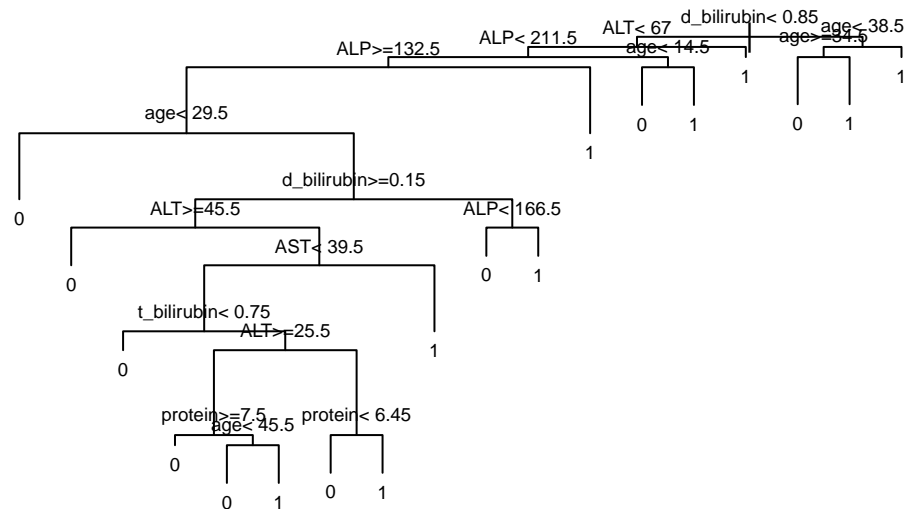 d_bilirubin< 0.85
ALT< 67
age< 38.5
ALP< 211.5
age>=34.5
ALP>=132.5
age< 14.5
1
1
0
1
0
1
age< 29.5
1
d_bilirubin>=0.15
0
ALT>=45.5
ALP< 166.5
AST< 39.5
0
1
0
t_bilirubin< 0.75
ALT>=25.5
1
0
protein>=7.5
protein< 6.45
age< 45.5
0
0
1
0
1